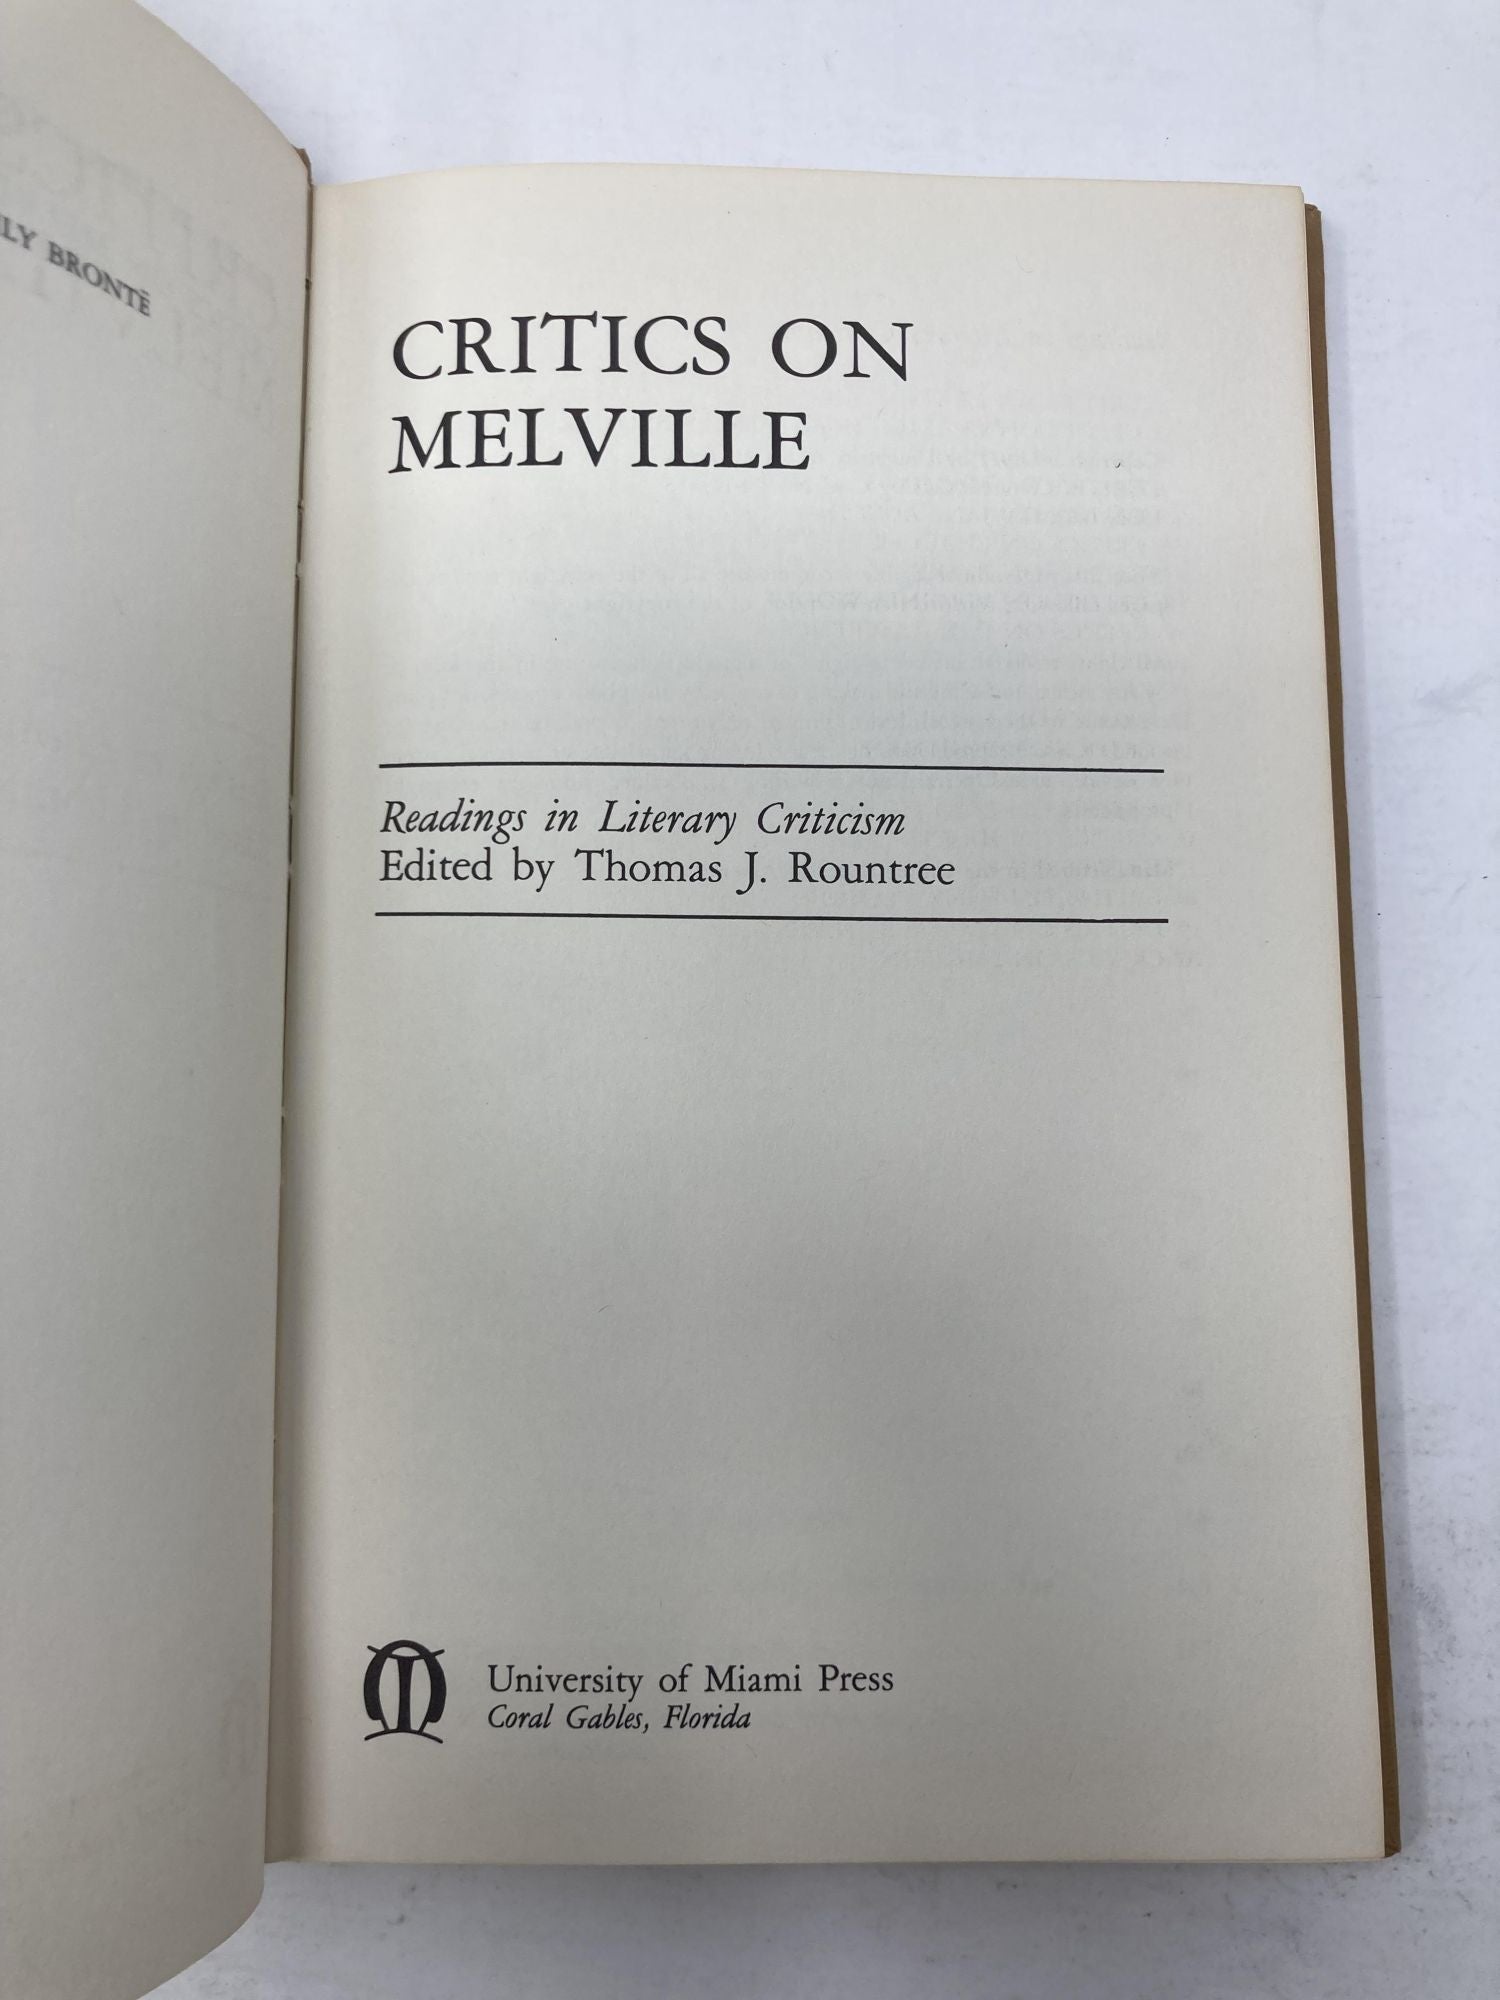 BRONTË
CRITICS ON
MELVILLE
Readings in Literary Criticism
Edited by Thomas J. Rountree
University of Miami Press
Coral Gables, Florida